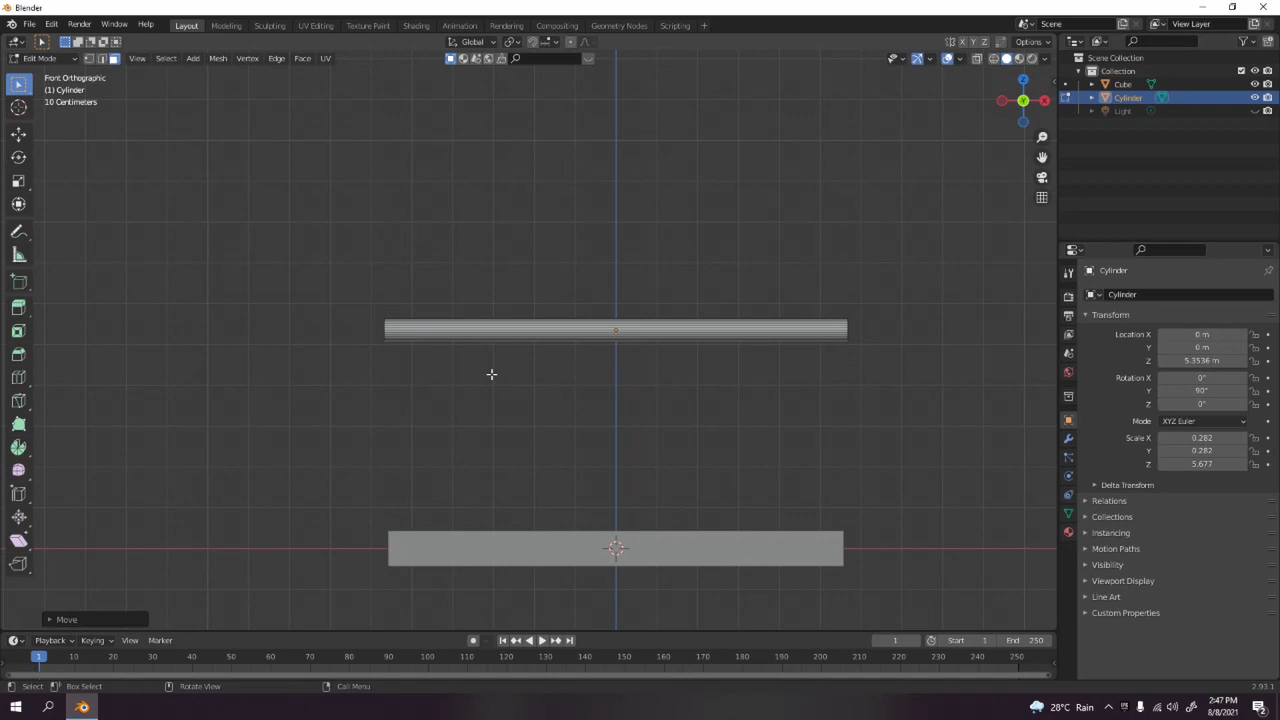 Blender
File Edit Render Window Help Layout Modeling Sculpting UV Editing Texture Paint Shading Animation Rendering Compositing Geometry Nodes Scripting + Scene View Layer
Global X Y Z Options
Edit Mode View Select Add Mesh Vertex Edge Face UV
Front Orthographic
(1) Cylinder
10 Centimeters
Z
Y
X
Move
Scene Collection
Collection
Cube
Cylinder
Light
Cylinder
Cylinder
Transform
Location X 0 m
Y 0 m
Z 5.3536 m
Rotation X 0°
Y 90°
Z 0°
Mode XYZ Euler
Scale X 0.282
Y 0.282
Z 5.677
Delta Transform
Relations
Collections
Instancing
Motion Paths
Visibility
Viewport Display
Line Art
Custom Properties
Playback Keying View Marker 1 Start 1 End 250
1 10 20 30 40 50 60 70 80 90 100 110 120 130 140 150 160 170 180 190 200 210 220 230 240 250
Select Box Select Rotate View Call Menu 2.93.1
28°C Rain 2:47 PM
8/8/2021
2